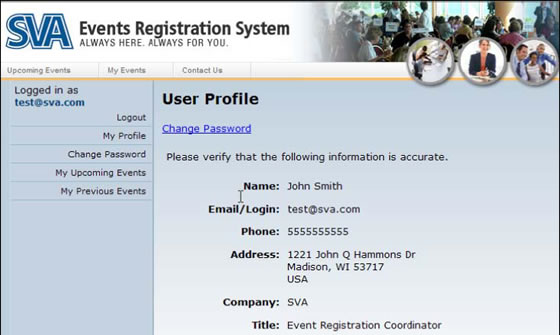 SVA Events Registration System
ALWAYS HERE. ALWAYS FOR YOU.
Upcoming Events My Events Contact Us
Logged in as
test@sva.com
Logout
My Profile
Change Password
My Upcoming Events
My Previous Events
User Profile
Change Password
Please verify that the following information is accurate.
Name: John Smith
Email/Login: test@sva.com
Phone: 5555555555
Address: 1221 John Q Hammons Dr
Madison, WI 53717
USA
Company: SVA
Title: Event Registration Coordinator